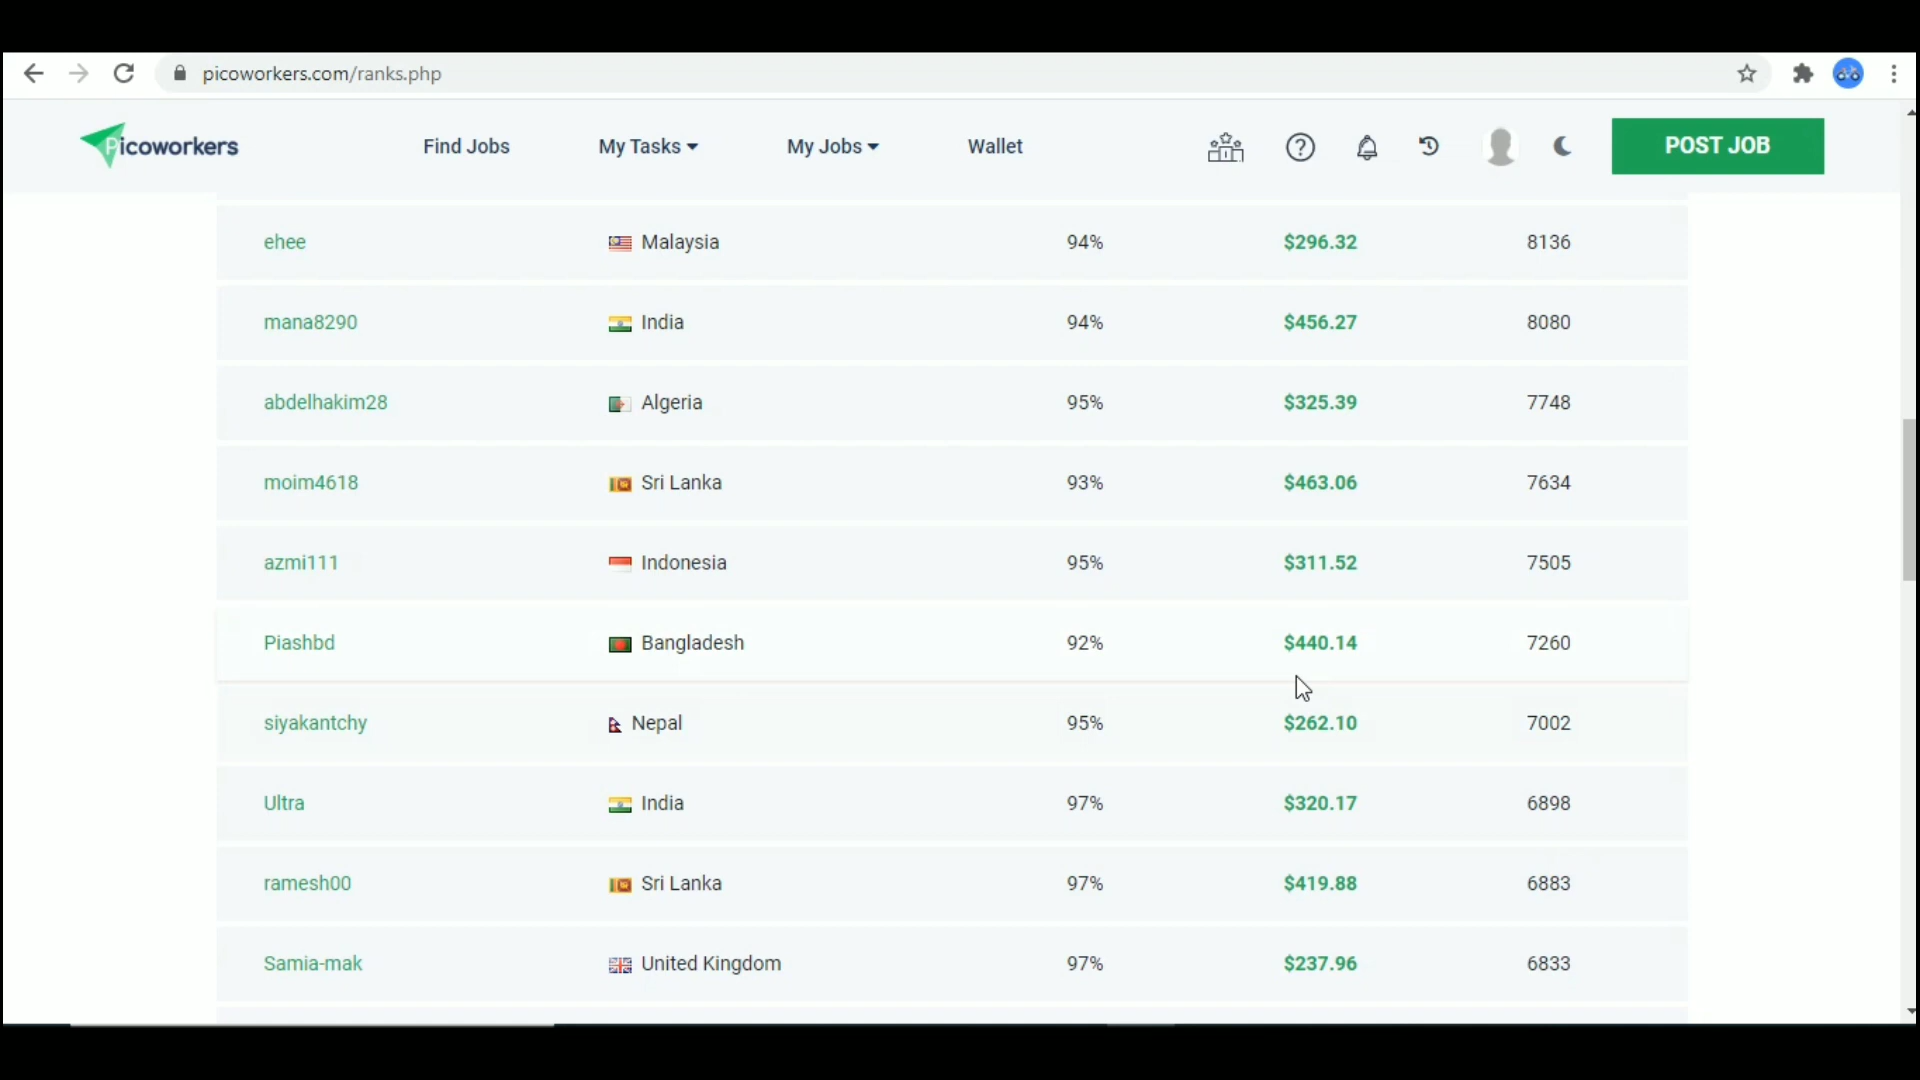 picoworkers.com/ranks.php
Picoworkers Find Jobs My Tasks My Jobs Wallet POST JOB
ehee Malaysia 94% $296.32 8136
mana8290 India 94% $456.27 8080
abdelhakim28 Algeria 95% $325.39 7748
moim4618 Sri Lanka 93% $463.06 7634
azmi111 Indonesia 95% $311.52 7505
Piashbd Bangladesh 92% $440.14 7260
siyakantchy Nepal 95% $262.10 7002
Ultra India 97% $320.17 6898
ramesh00 Sri Lanka 97% $419.88 6883
Samia-mak United Kingdom 97% $237.96 6833